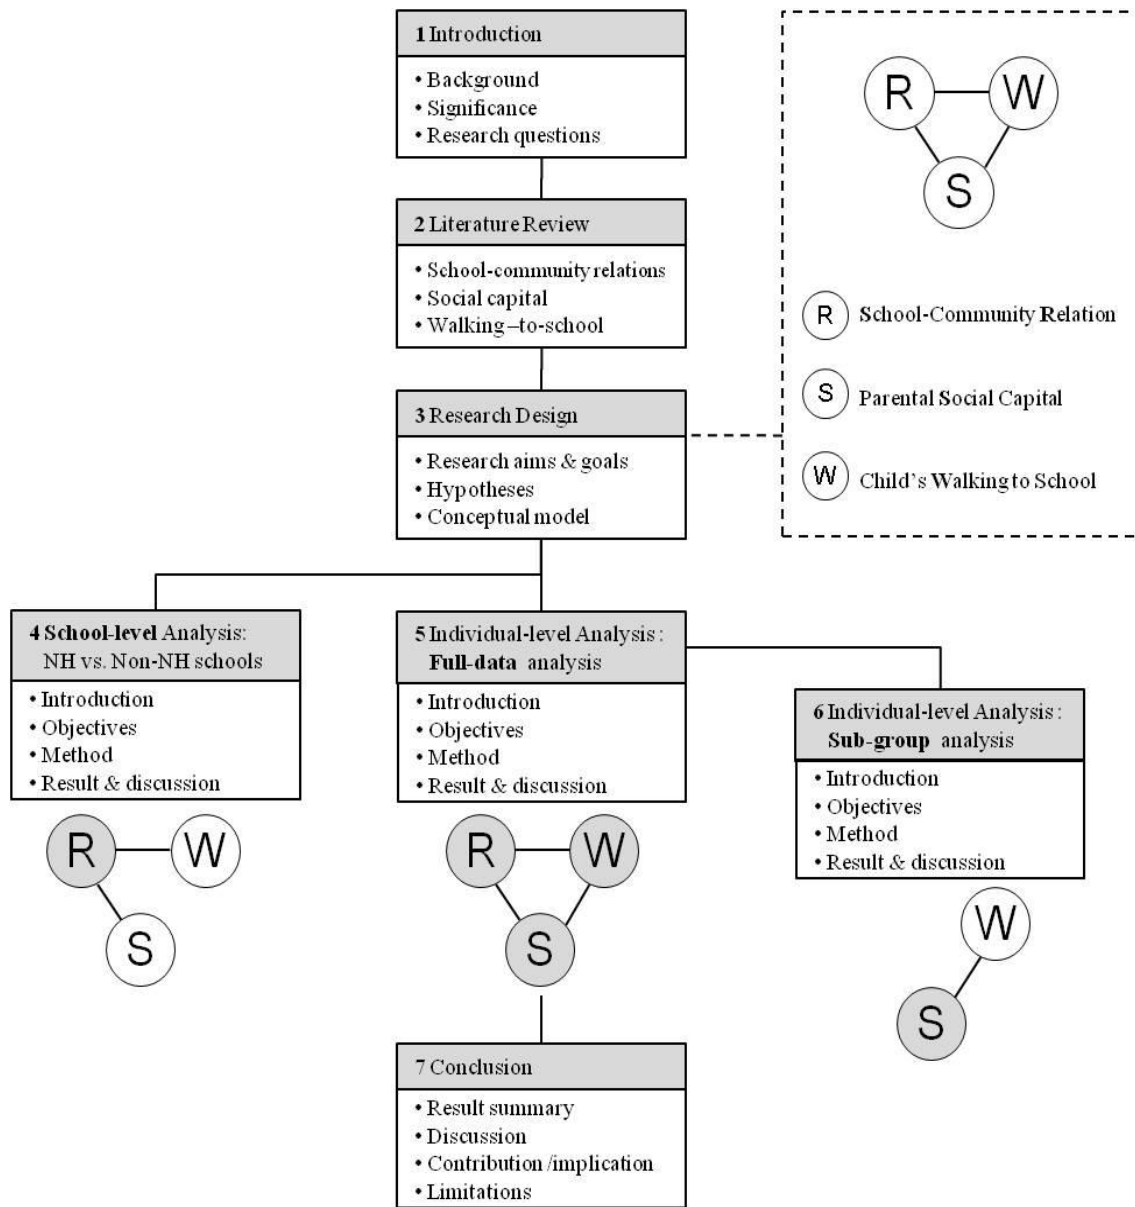 1 Introduction
• Background
• Significance
• Research questions
R
W
S
2 Literature Review
• School-community relations
• Social capital
• Walking –to-school
R School-Community Relation
S Parental Social Capital
W Child's Walking to School
3 Research Design
• Research aims & goals
• Hypotheses
• Conceptual model
4 School-level Analysis:
NH vs. Non-NH schools
• Introduction
• Objectives
• Method
• Result & discussion
R
W
S
5 Individual-level Analysis :
Full-data analysis
• Introduction
• Objectives
• Method
• Result & discussion
R
W
S
6 Individual-level Analysis :
Sub-group analysis
• Introduction
• Objectives
• Method
• Result & discussion
W
S
7 Conclusion
• Result summary
• Discussion
• Contribution /implication
• Limitations